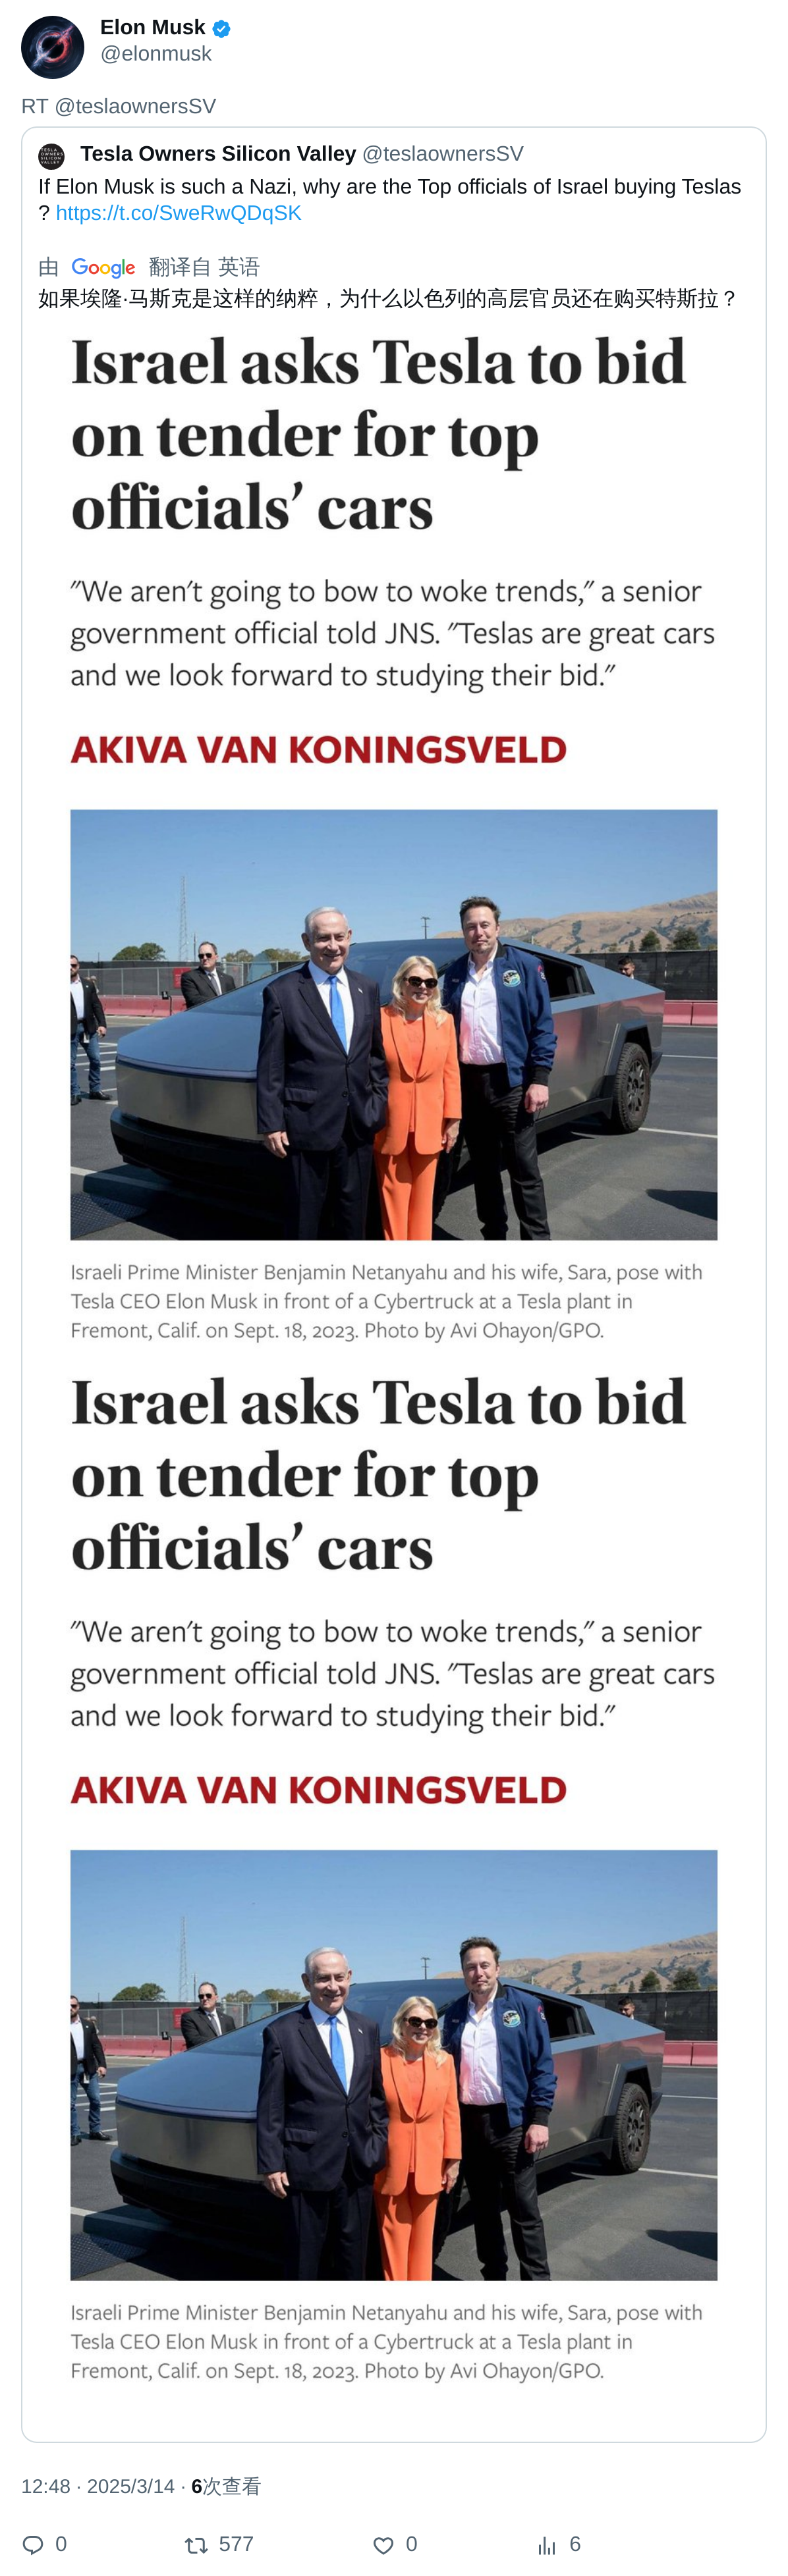 Elon Musk
@elonmusk
RT @teslaownersSV
TESLA OWNERS SILICON VALLEY
Tesla Owners Silicon Valley @teslaownersSV
If Elon Musk is such a Nazi, why are the Top officials of Israel buying Teslas
? https://t.co/SweRwQDqSK
由 Google 翻译自 英语
如果埃隆·马斯克是这样的纳粹，为什么以色列的高层官员还在购买特斯拉？
Israel asks Tesla to bid
on tender for top
officials’ cars
"We aren't going to bow to woke trends," a senior
government official told JNS. "Teslas are great cars
and we look forward to studying their bid."
AKIVA VAN KONINGSVELD
Israeli Prime Minister Benjamin Netanyahu and his wife, Sara, pose with
Tesla CEO Elon Musk in front of a Cybertruck at a Tesla plant in
Fremont, Calif. on Sept. 18, 2023. Photo by Avi Ohayon/GPO.
Israel asks Tesla to bid
on tender for top
officials’ cars
"We aren't going to bow to woke trends," a senior
government official told JNS. "Teslas are great cars
and we look forward to studying their bid."
AKIVA VAN KONINGSVELD
Israeli Prime Minister Benjamin Netanyahu and his wife, Sara, pose with
Tesla CEO Elon Musk in front of a Cybertruck at a Tesla plant in
Fremont, Calif. on Sept. 18, 2023. Photo by Avi Ohayon/GPO.
12:48 · 2025/3/14 · 6次查看
0 577 0 6